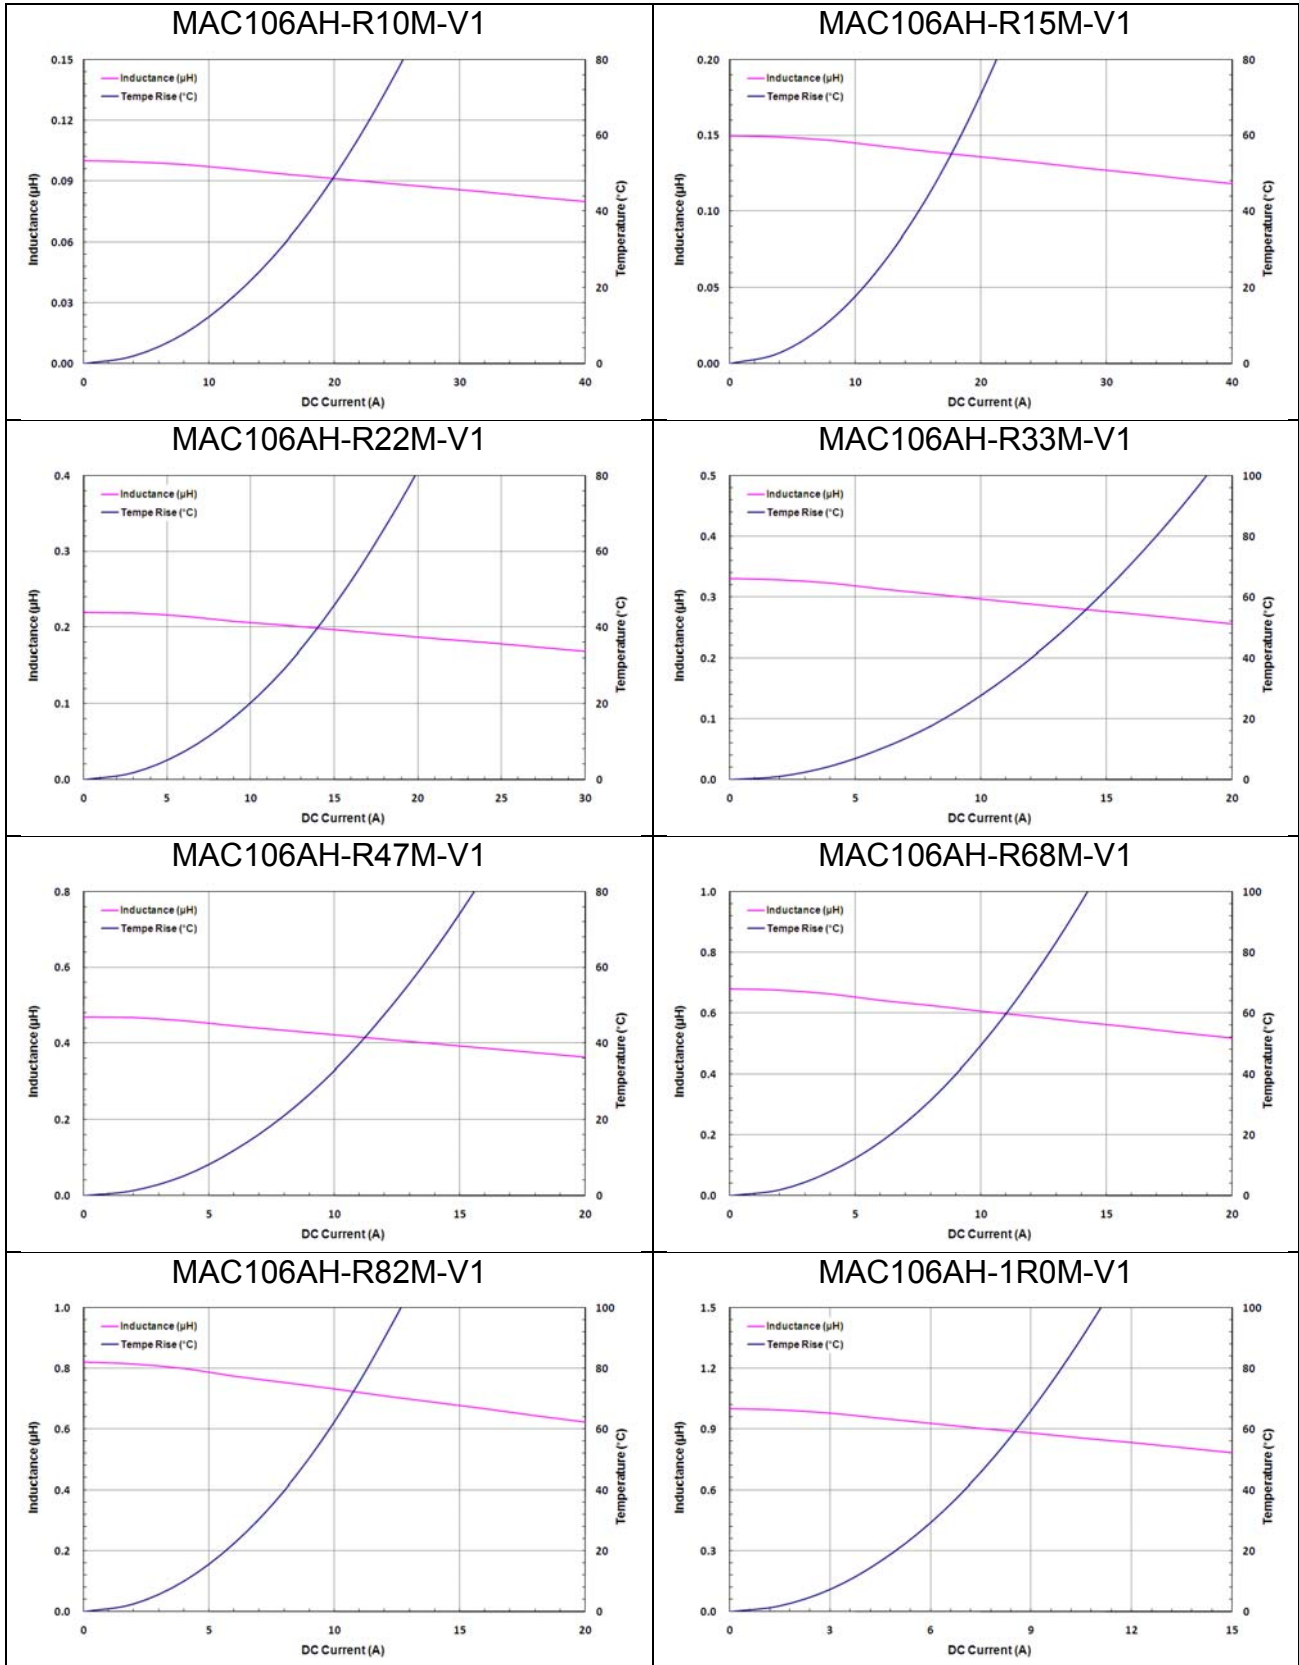 MAC106AH-R10M-V1
0.15
0.12
0.09
0.06
0.03
0.00
Inductance (µH)
Inductance (µH)
Tempe Rise (°C)
80
60
40
20
0
Temperature (°C)
0 10 20 30 40
DC Current (A)
MAC106AH-R15M-V1
0.20
0.15
0.10
0.05
0.00
Inductance (µH)
Inductance (µH)
Tempe Rise (°C)
80
60
40
20
0
Temperature (°C)
0 10 20 30 40
DC Current (A)
MAC106AH-R22M-V1
0.4
0.3
0.2
0.1
0.0
Inductance (µH)
Inductance (µH)
Tempe Rise (°C)
80
60
40
20
0
Temperature (°C)
0 5 10 15 20 25 30
DC Current (A)
MAC106AH-R33M-V1
0.5
0.4
0.3
0.2
0.1
0.0
Inductance (µH)
Inductance (µH)
Tempe Rise (°C)
100
80
60
40
20
0
Temperature (°C)
0 5 10 15 20
DC Current (A)
MAC106AH-R47M-V1
0.8
0.6
0.4
0.2
0.0
Inductance (µH)
Inductance (µH)
Tempe Rise (°C)
80
60
40
20
0
Temperature (°C)
0 5 10 15 20
DC Current (A)
MAC106AH-R68M-V1
1.0
0.8
0.6
0.4
0.2
0.0
Inductance (µH)
Inductance (µH)
Tempe Rise (°C)
100
80
60
40
20
0
Temperature (°C)
0 5 10 15 20
DC Current (A)
MAC106AH-R82M-V1
1.0
0.8
0.6
0.4
0.2
0.0
Inductance (µH)
Inductance (µH)
Tempe Rise (°C)
100
80
60
40
20
0
Temperature (°C)
0 5 10 15 20
DC Current (A)
MAC106AH-1R0M-V1
1.5
1.2
0.9
0.6
0.3
0.0
Inductance (µH)
Inductance (µH)
Tempe Rise (°C)
100
80
60
40
20
0
Temperature (°C)
0 3 6 9 12 15
DC Current (A)